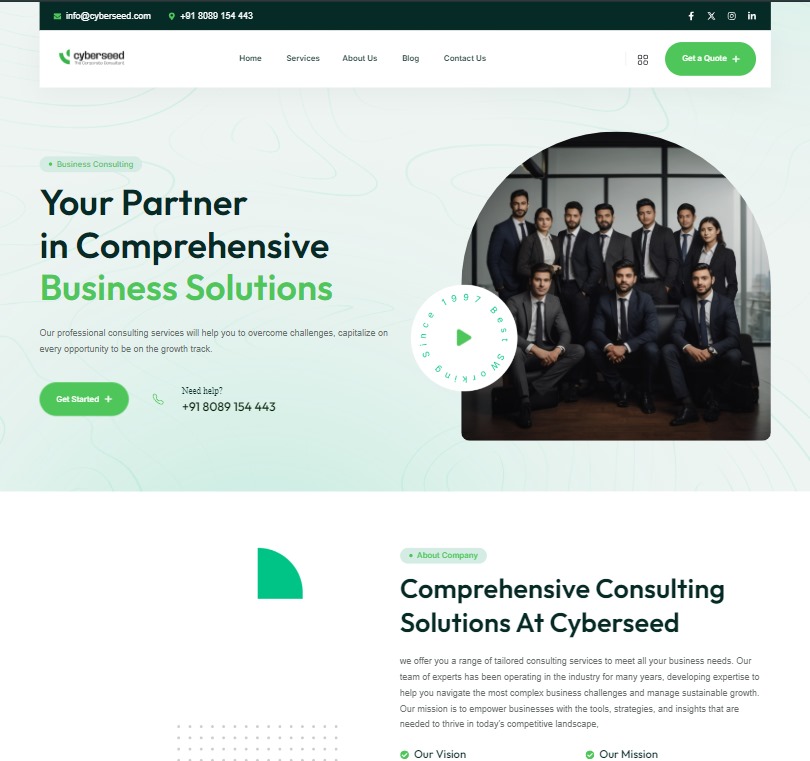 info@cyberseed.com +91 8089 154 443
cyberseed
The Corporate Consultant
Home Services About Us Blog Contact Us
Get a Quote +
Business Consulting
Your Partner
in Comprehensive
Business Solutions
Our professional consulting services will help you to overcome challenges, capitalize on
every opportunity to be on the growth track.
Get Started +
Need help?
+91 8089 154 443
Since 1997 Best SWorking
About Company
Comprehensive Consulting
Solutions At Cyberseed
we offer you a range of tailored consulting services to meet all your business needs. Our
team of experts has been operating in the industry for many years, developing expertise to
help you navigate the most complex business challenges and manage sustainable growth.
Our mission is to empower businesses with the tools, strategies, and insights that are
needed to thrive in today's competitive landscape,
Our Vision Our Mission